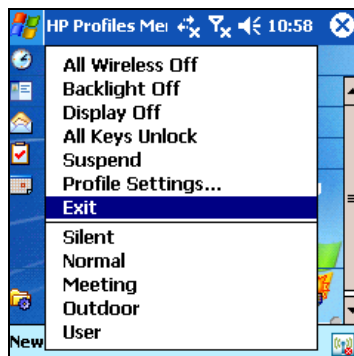 HP Profiles Me 10:58
All Wireless Off
Backlight Off
Display Off
All Keys Unlock
Suspend
Profile Settings...
Exit
Silent
Normal
Meeting
Outdoor
User
New